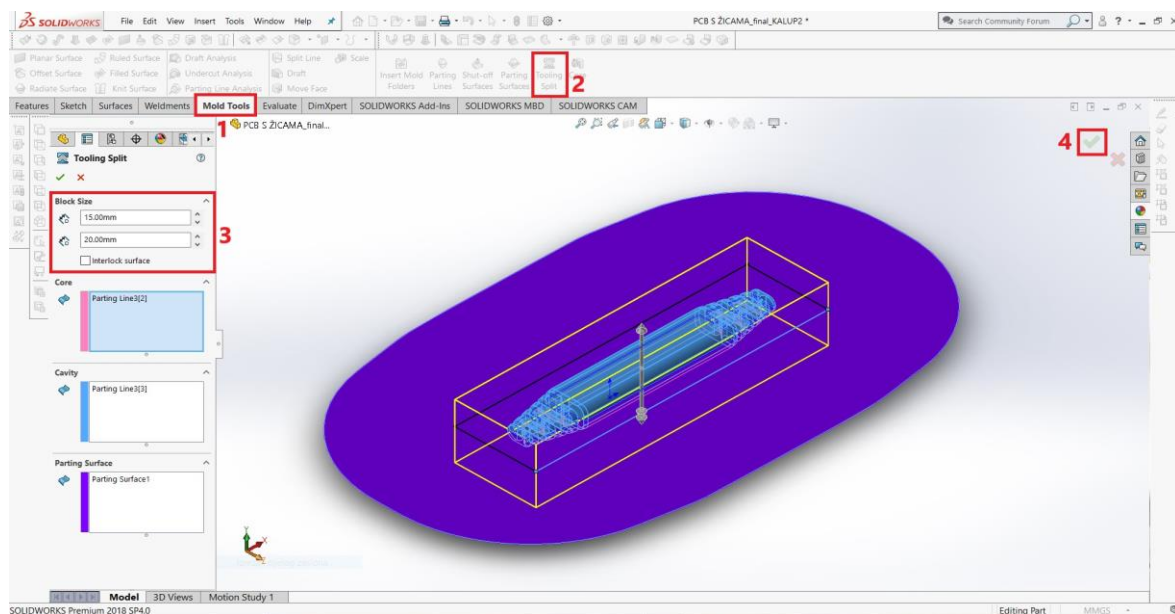 SOLIDWORKS File Edit View Insert Tools Window Help PCB S ŽICAMA_final_KALUP2 * Search Community Forum
Planar Surface Ruled Surface Draft Analysis Split Line Scale
Offset Surface Filled Surface Undercut Analysis Draft Insert Mold Folders Parting Lines Shut-off Surfaces Parting Surfaces Tooling Split 2
Radiate Surface Knit Surface Parting Line Analysis Move Face
Features Sketch Surfaces Weldments Mold Tools Evaluate DimXpert SOLIDWORKS Add-Ins SOLIDWORKS MBD SOLIDWORKS CAM
1 PCB S ŽICAMA_final...
4
Tooling Split
Block Size
15.00mm
3
20.00mm
Interlock surface
Core
Parting Line3[2]
Cavity
Parting Line3[3]
Parting Surface
Parting Surface1
Y
X
Z
Model 3D Views Motion Study 1
SOLIDWORKS Premium 2018 SP4.0 Editing Part MMGS